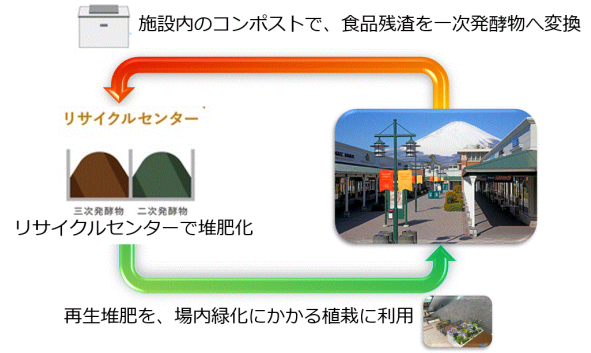 施設内のコンポストで、食品残渣を一次発酵物へ変換
リサイクルセンター
三次発酵物 二次発酵物
リサイクルセンターで堆肥化
再生堆肥を、場内緑化にかかる植栽に利用